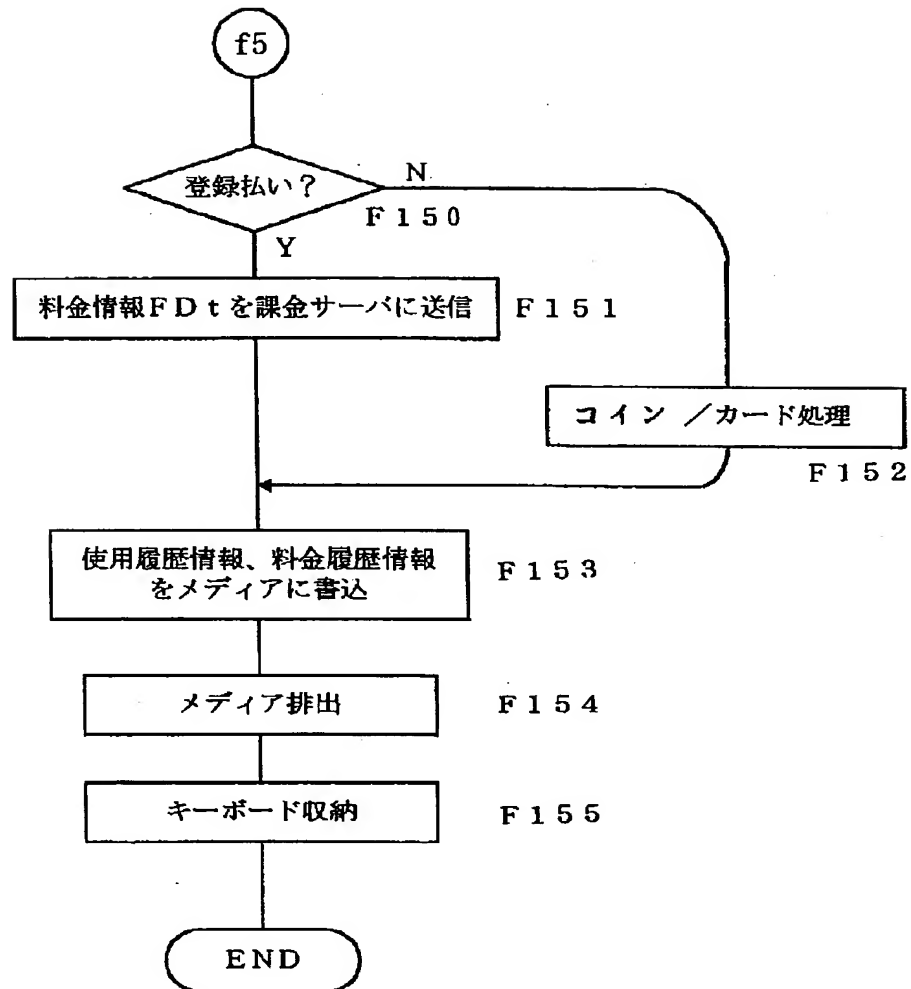 f5
登録払い?
N
F150
Y
料金情報FDtを課金サーバに送信
F151
コイン /カード処理
F152
使用履歴情報、料金履歴情報
をメディアに書込
F153
メディア排出
F154
キーボード収納
F155
END